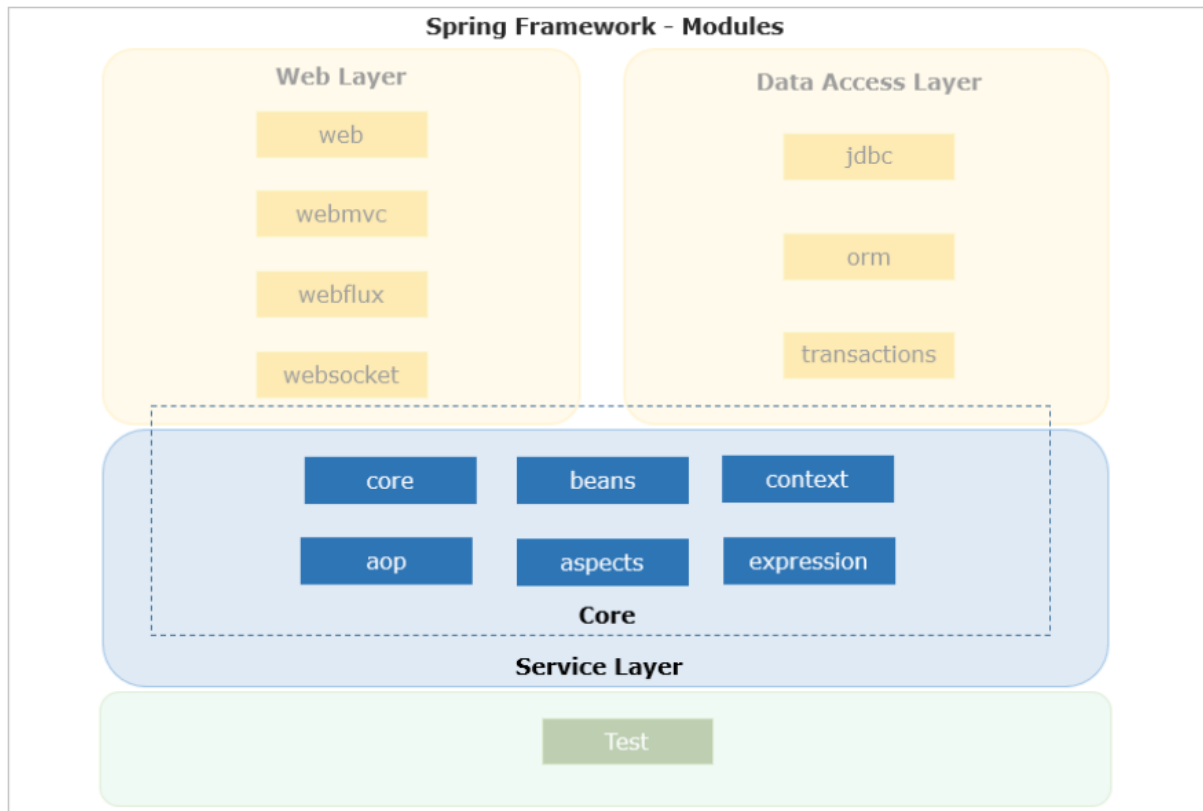 Spring Framework - Modules
Web Layer
web
webmvc
webflux
websocket
Data Access Layer
jdbc
orm
transactions
core
beans
context
aop
aspects
expression
Core
Service Layer
Test